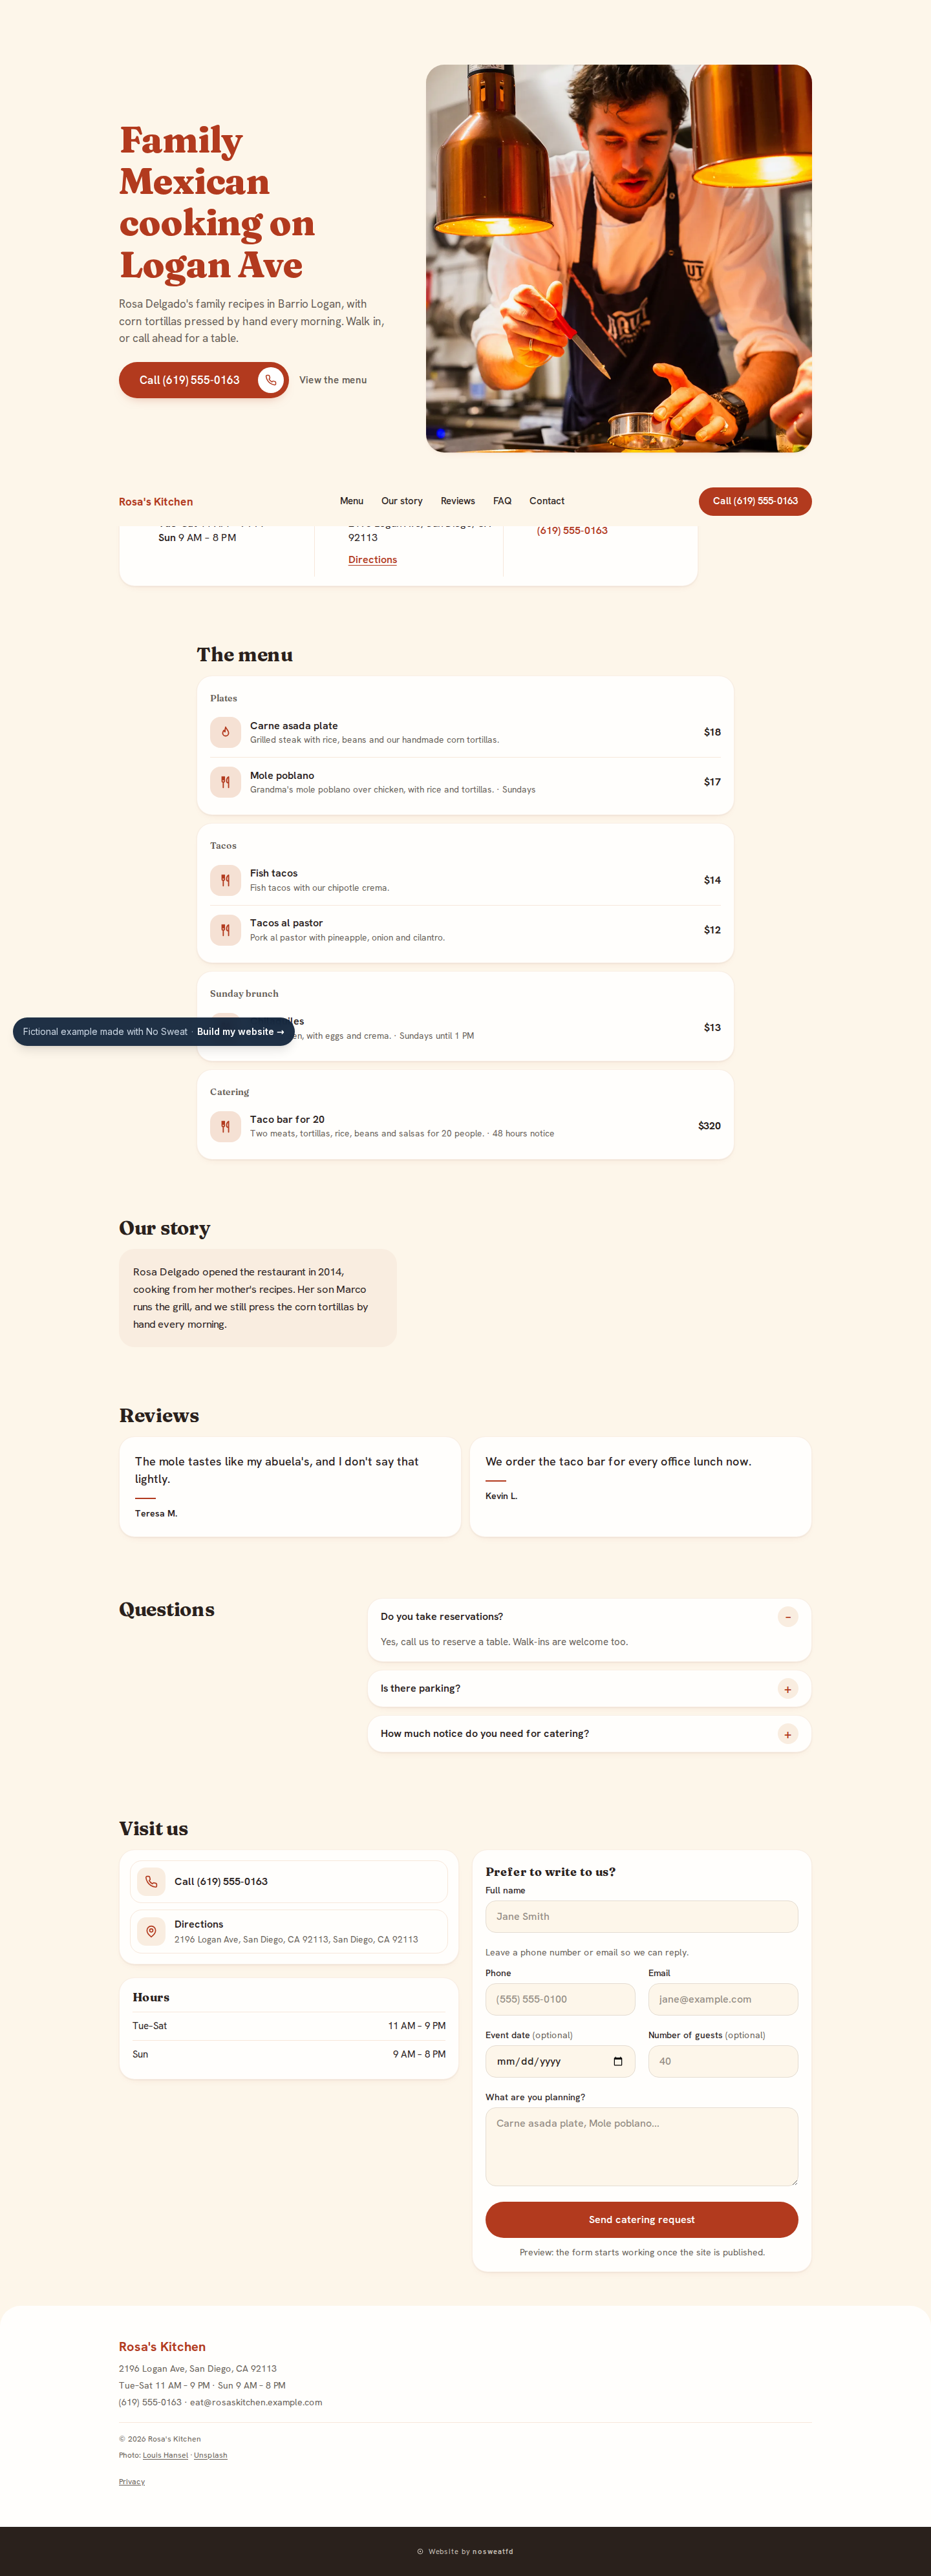 Family
Mexican
cooking on
Logan Ave
Rosa Delgado's family recipes in Barrio Logan, with
corn tortillas pressed by hand every morning. Walk in,
or call ahead for a table.
Call (619) 555-0163
View the menu
Rosa's Kitchen
Menu
Our story
Reviews
FAQ
Contact
Call (619) 555-0163
Sun 9 AM – 8 PM
92113
Directions
(619) 555-0163
The menu
Plates
Carne asada plate
Grilled steak with rice, beans and our handmade corn tortillas.
$18
Mole poblano
Grandma's mole poblano over chicken, with rice and tortillas. · Sundays
$17
Tacos
Fish tacos
Fish tacos with our chipotle crema.
$14
Tacos al pastor
Pork al pastor with pineapple, onion and cilantro.
$12
Sunday brunch
Fictional example made with No Sweat · Build my website →
with eggs and crema. · Sundays until 1 PM
$13
Catering
Taco bar for 20
Two meats, tortillas, rice, beans and salsas for 20 people. · 48 hours notice
$320
Our story
Rosa Delgado opened the restaurant in 2014,
cooking from her mother's recipes. Her son Marco
runs the grill, and we still press the corn tortillas by
hand every morning.
Reviews
The mole tastes like my abuela's, and I don't say that
lightly.
Teresa M.
We order the taco bar for every office lunch now.
Kevin L.
Questions
Do you take reservations?
Yes, call us to reserve a table. Walk-ins are welcome too.
Is there parking?
How much notice do you need for catering?
Visit us
Call (619) 555-0163
Directions
2196 Logan Ave, San Diego, CA 92113, San Diego, CA 92113
Hours
Tue–Sat 11 AM – 9 PM
Sun 9 AM – 8 PM
Prefer to write to us?
Full name
Jane Smith
Leave a phone number or email so we can reply.
Phone
Email
(555) 555-0100
jane@example.com
Event date (optional)
Number of guests (optional)
mm/dd/yyyy
40
What are you planning?
Carne asada plate, Mole poblano...
Send catering request
Preview: the form starts working once the site is published.
Rosa's Kitchen
2196 Logan Ave, San Diego, CA 92113
Tue–Sat 11 AM – 9 PM · Sun 9 AM – 8 PM
(619) 555-0163 · eat@rosaskitchen.example.com
© 2026 Rosa's Kitchen
Photo: Louis Hansel · Unsplash
Privacy
Website by nosweatfd